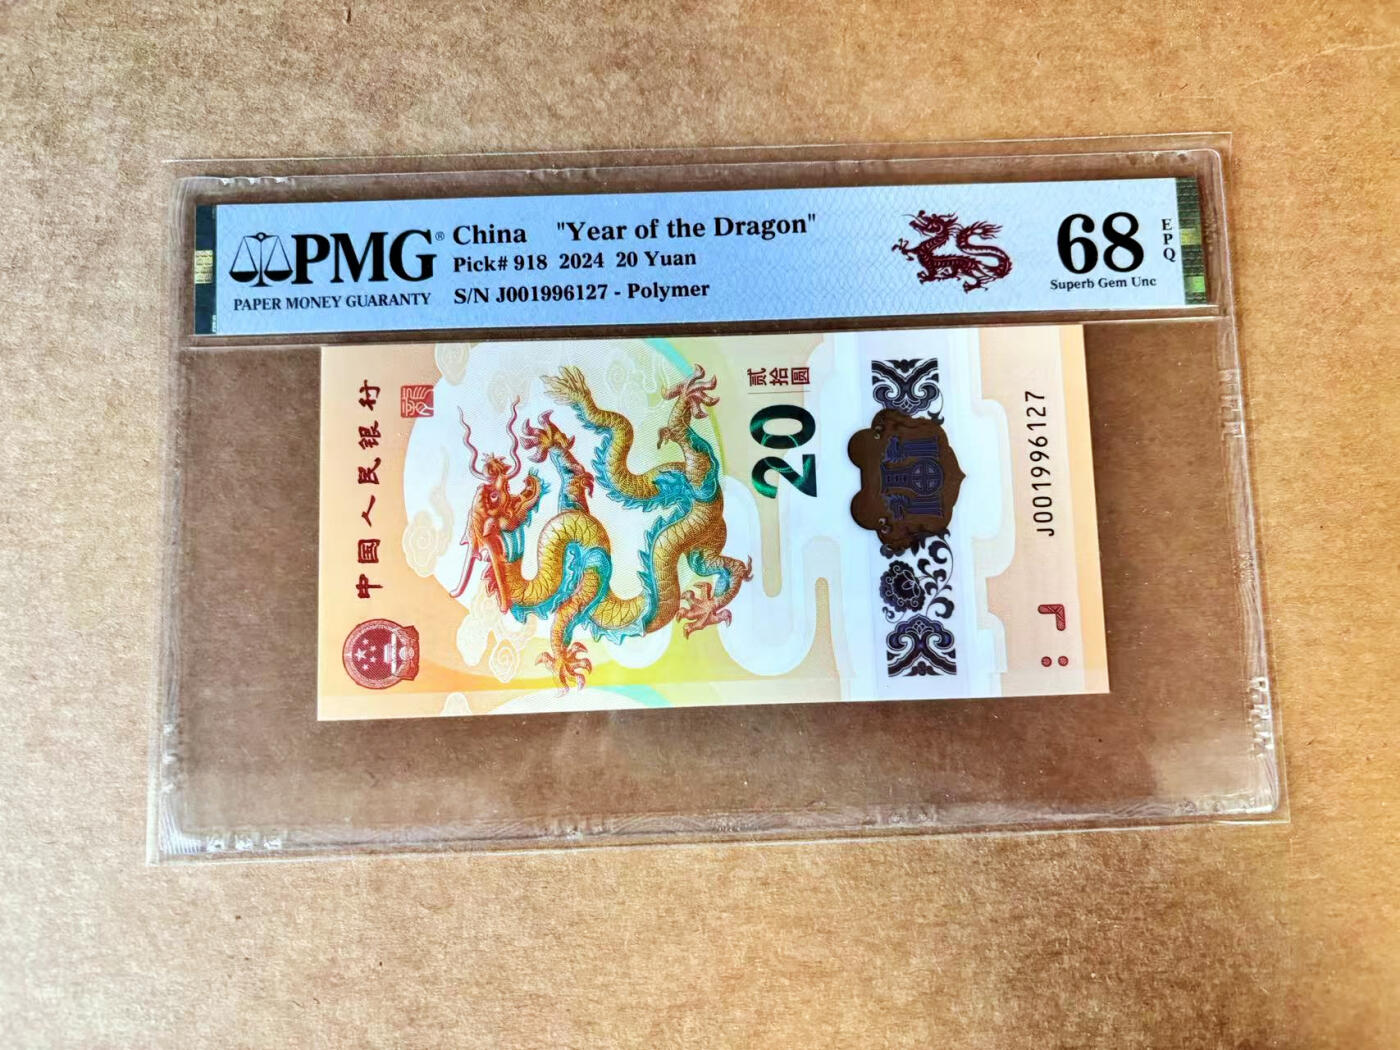 PMG® China "Year of the Dragon"
Pick# 918 2024 20 Yuan
PAPER MONEY GUARANTY S/N J001996127 - Polymer
68
EPQ
Superb Gem Unc
中国人民银行
贰拾圆
20
J001996127